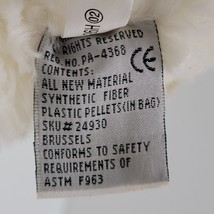 RIGHTS RESERVED
REG. NO. PA-4368
CONTENTS: CE
ALL NEW MATERIAL
SYNTHETIC FIBER
PLASTIC PELLETS(IN BAG)
SKU# 24930
BRUSSELS
CONFORMS TO SAFETY
REQUIREMENTS OF
ASTM F963